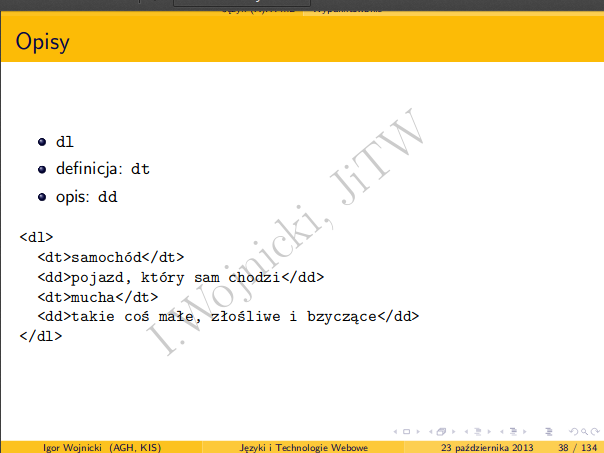 Opisy
dl
definicja: dt
opis: dd
<dl>
<dt>samochód</dt>
<dd>pojazd, który sam chodzi</dd>
<dt>mucha</dt>
<dd>takie coś małe, złośliwe i bzyczące</dd>
</dl>
I.Wojnicki, JiTW
Igor Wojnicki (AGH, KIS) Języki i Technologie Webowe 23 października 2013 38 / 134